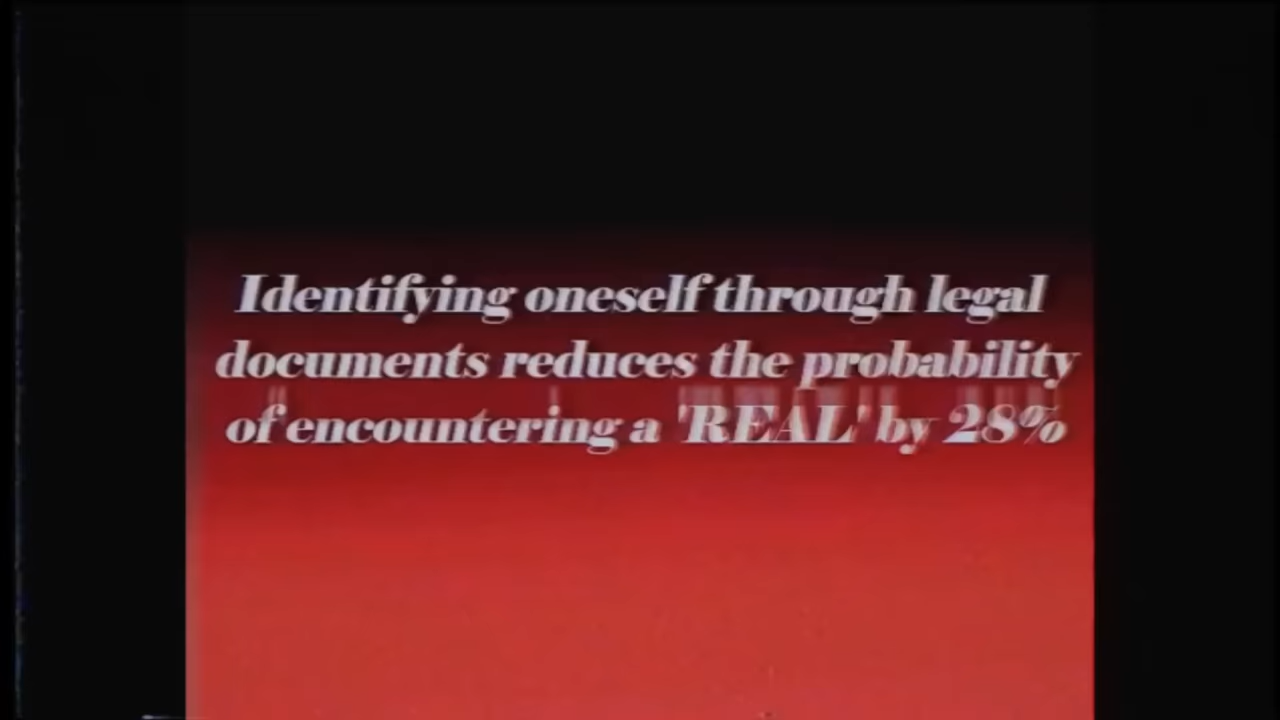 Identifying oneself through legal
documents reduces the probability
of encountering a 'REAL' by 28%